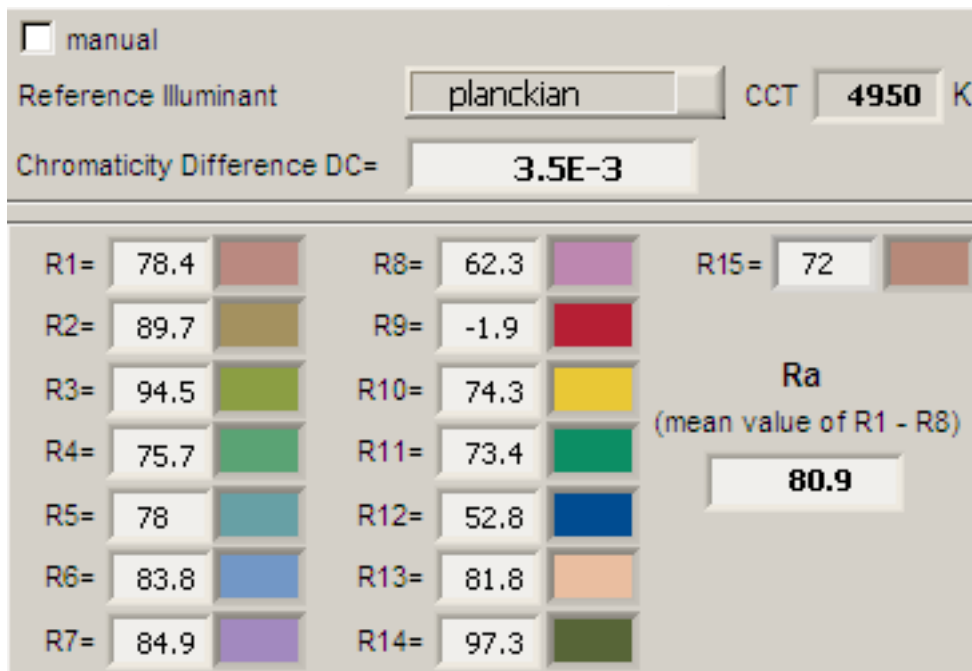 manual
Reference Illuminant planckian CCT 4950 K
Chromaticity Difference DC= 3.5E-3
R1= 78.4 R8= 62.3 R15= 72
R2= 89.7 R9= -1.9
R3= 94.5 R10= 74.3 Ra
(mean value of R1 - R8)
R4= 75.7 R11= 73.4
R5= 78 R12= 52.8 80.9
R6= 83.8 R13= 81.8
R7= 84.9 R14= 97.3